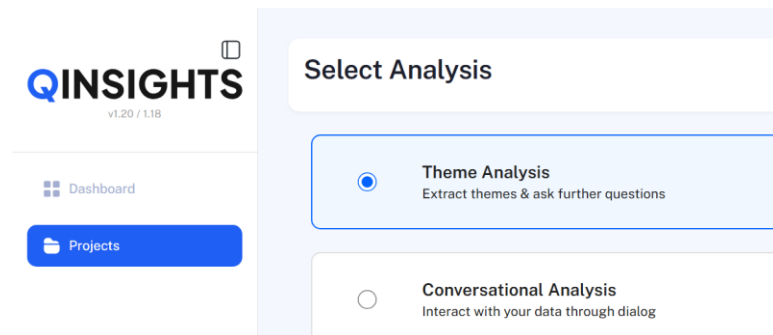 QINSIGHTS
v1.20 / 1.18
Dashboard
Projects
Select Analysis
Theme Analysis
Extract themes & ask further questions
Conversational Analysis
Interact with your data through dialog